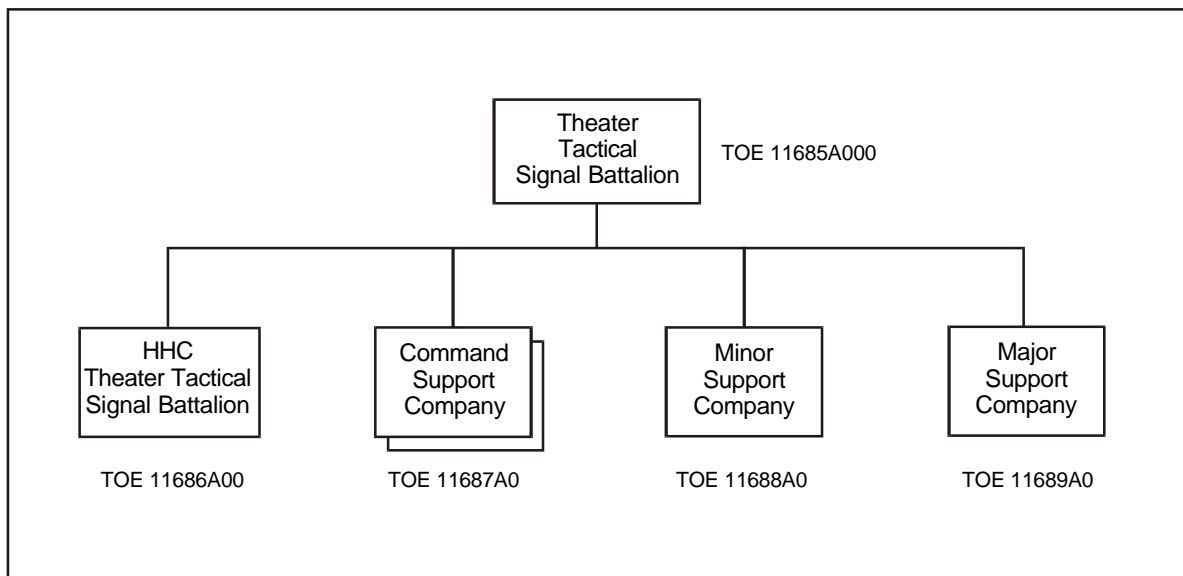 Theater
Tactical
Signal Battalion
TOE 11685A000
HHC
Theater Tactical
Signal Battalion
TOE 11686A00
Command
Support
Company
TOE 11687A0
Minor
Support
Company
TOE 11688A0
Major
Support
Company
TOE 11689A0